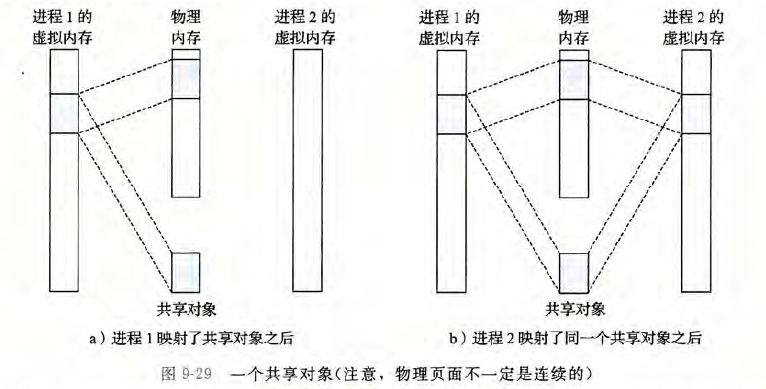 进程1的
虚拟内存
物理
内存
进程2的
虚拟内存
共享对象
a）进程1映射了共享对象之后
进程1的
虚拟内存
物理
内存
进程2的
虚拟内存
共享对象
b）进程2映射了同一个共享对象之后
图 9-29 一个共享对象(注意，物理页面不一定是连续的)